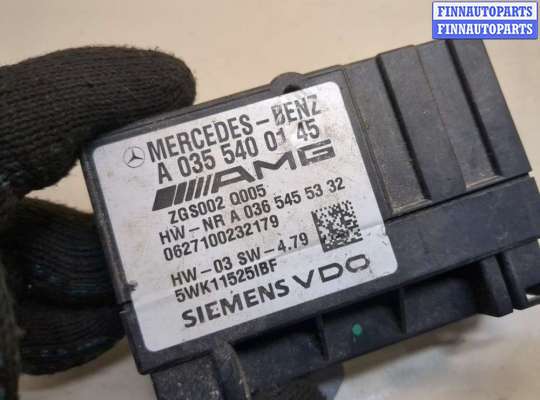 FINNAUTOPARTS
FINNAUTOPARTS
MERCEDES-BENZ
A 035 540 01 45
AMG
ZGS002 Q005
HW-NR A 036 545 53 32
0627100232179
HW-03 SW-4.79
5WK11525IBF
SIEMENS VDO